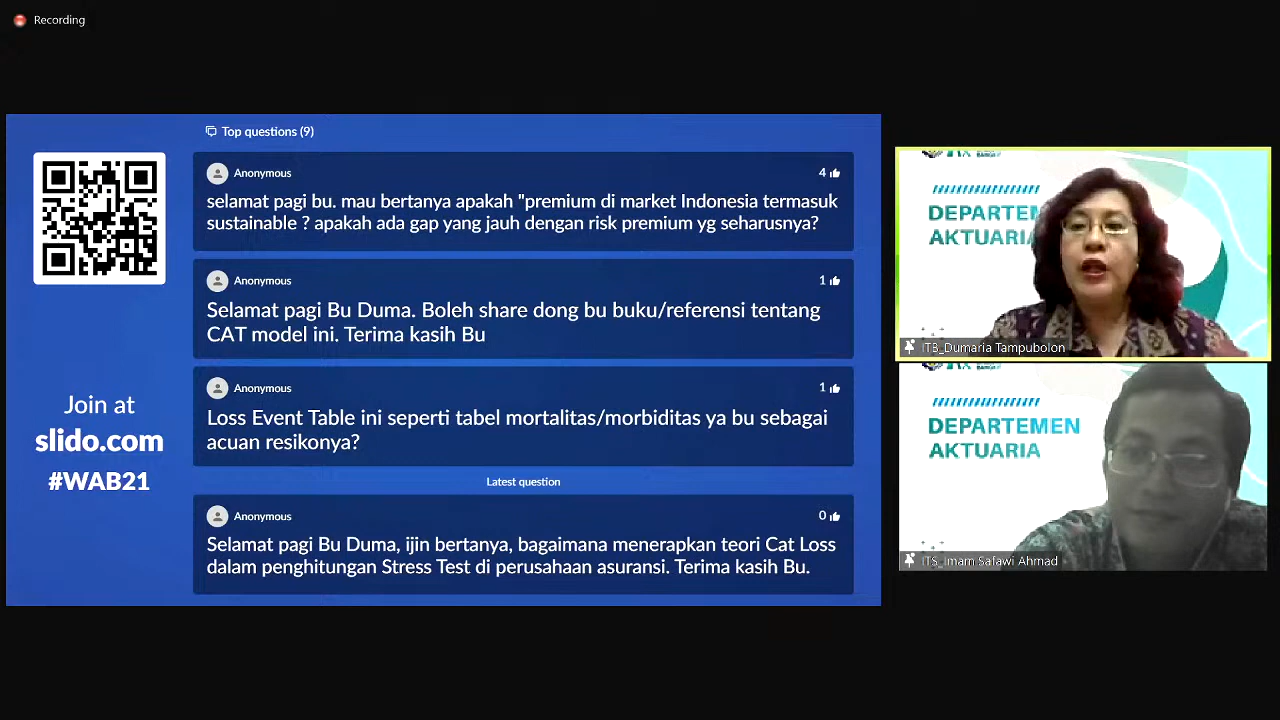 Recording
Top questions (9)
Anonymous
4
selamat pagi bu. mau bertanya apakah "premium di market Indonesia termasuk
sustainable ? apakah ada gap yang jauh dengan risk premium yg seharusnya?
Anonymous
1
Selamat pagi Bu Duma. Boleh share dong bu buku/referensi tentang
CAT model ini. Terima kasih Bu
Anonymous
1
Loss Event Table ini seperti tabel mortalitas/morbiditas ya bu sebagai
acuan resikonya?
Latest question
Anonymous
0
Selamat pagi Bu Duma, ijin bertanya, bagaimana menerapkan teori Cat Loss
dalam penghitungan Stress Test di perusahaan asuransi. Terima kasih Bu.
Join at
slido.com
#WAB21
DEPARTEM
AKTUARIA
ITB_Dumaria Tampubolon
DEPARTEMEN
AKTUARIA
ITS_Imam Safawi Ahmad